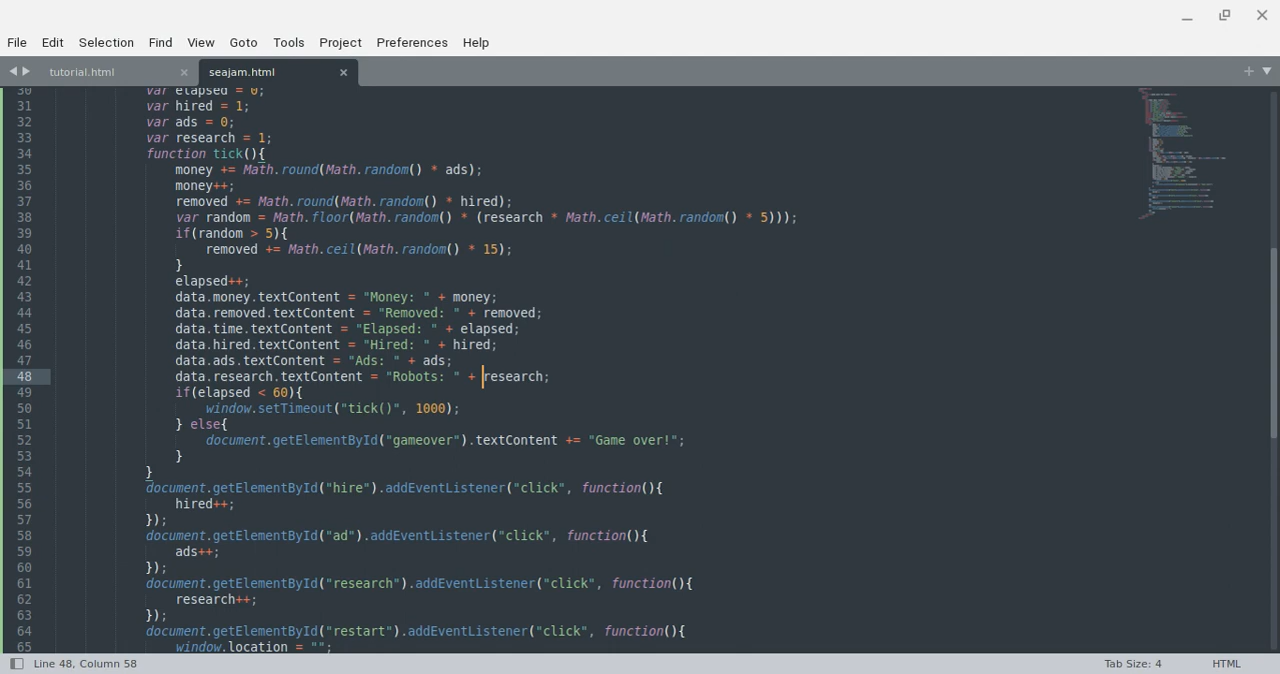 File Edit Selection Find View Goto Tools Project Preferences Help
tutorial.html seajam.html
30 var elapsed = 0;
31 var hired = 1;
32 var ads = 0;
33 var research = 1;
34 function tick(){
35 money += Math.round(Math.random() * ads);
36 money++;
37 removed += Math.round(Math.random() * hired);
38 var random = Math.floor(Math.random() * (research * Math.ceil(Math.random() * 5)));
39 if(random > 5){
40 removed += Math.ceil(Math.random() * 15);
41 }
42 elapsed++;
43 data.money.textContent = "Money: " + money;
44 data.removed.textContent = "Removed: " + removed;
45 data.time.textContent = "Elapsed: " + elapsed;
46 data.hired.textContent = "Hired: " + hired;
47 data.ads.textContent = "Ads: " + ads;
48 data.research.textContent = "Robots: " + research;
49 if(elapsed < 60){
50 window.setTimeout("tick()", 1000);
51 } else{
52 document.getElementById("gameover").textContent += "Game over!";
53 }
54 }
55 document.getElementById("hire").addEventListener("click", function(){
56 hired++;
57 });
58 document.getElementById("ad").addEventListener("click", function(){
59 ads++;
60 });
61 document.getElementById("research").addEventListener("click", function(){
62 research++;
63 });
64 document.getElementById("restart").addEventListener("click", function(){
65 window.location = "";
Line 48, Column 58 Tab Size: 4 HTML